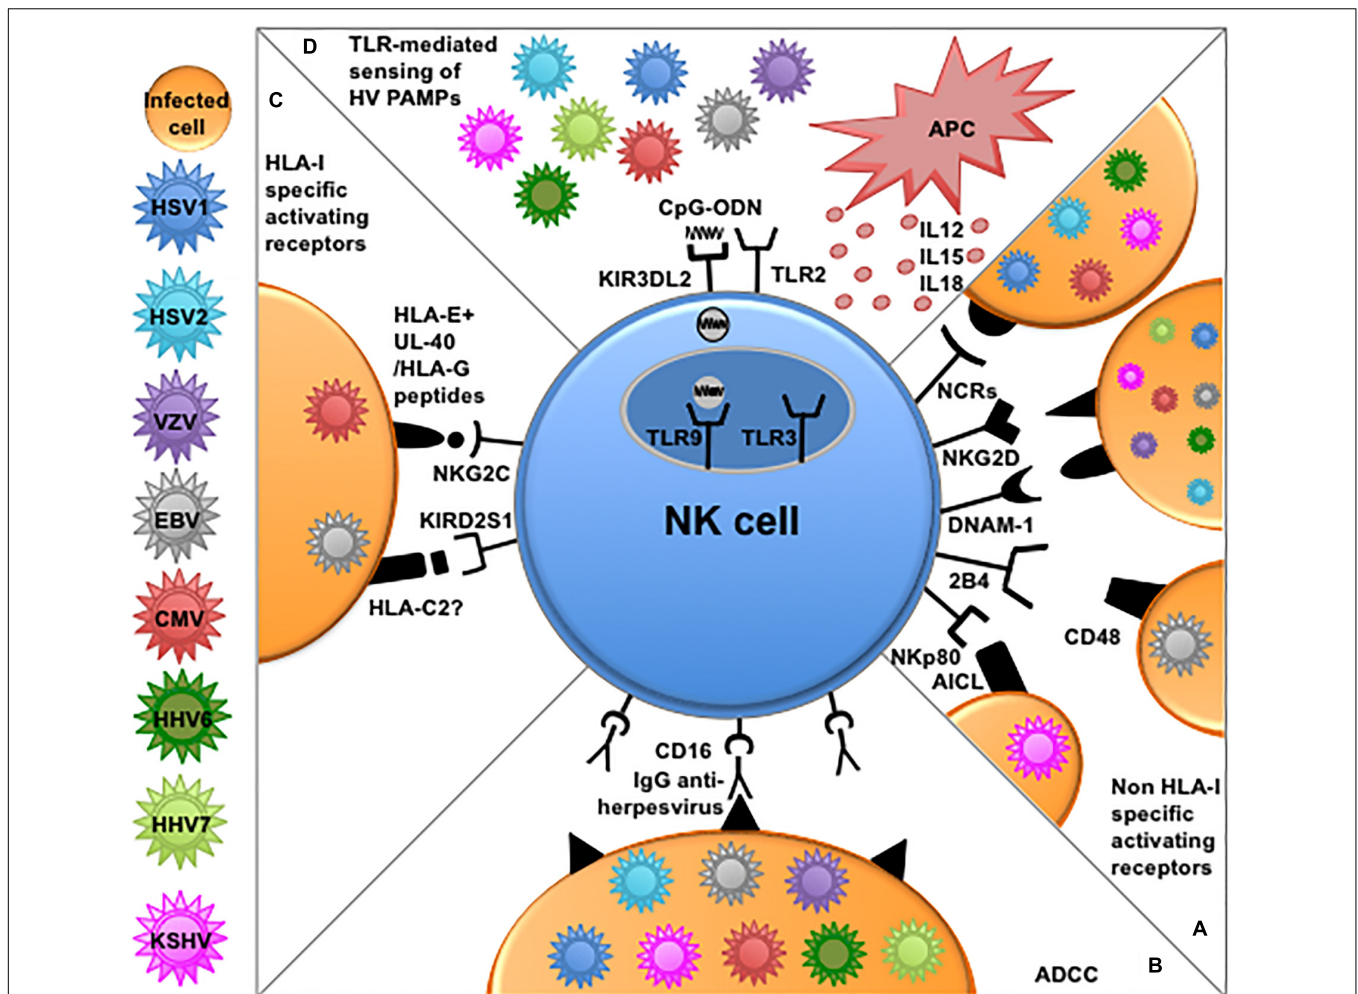 Infected
cell
HSV1
HSV2
VZV
EBV
CMV
HHV6
HHV7
KSHV
D
TLR-mediated
sensing of
HV PAMPs
APC
IL12
IL15
IL18
CpG-ODN
KIR3DL2
TLR2
C
HLA-I
specific
activating
receptors
HLA-E+
UL-40
/HLA-G
peptides
NKG2C
KIRD2S1
HLA-C2?
TLR9
TLR3
NK cell
NCRs
NKG2D
DNAM-1
2B4
CD48
NKp80
AICL
Non HLA-I
specific
activating
receptors
A
CD16
IgG anti-
herpesvirus
ADCC
B